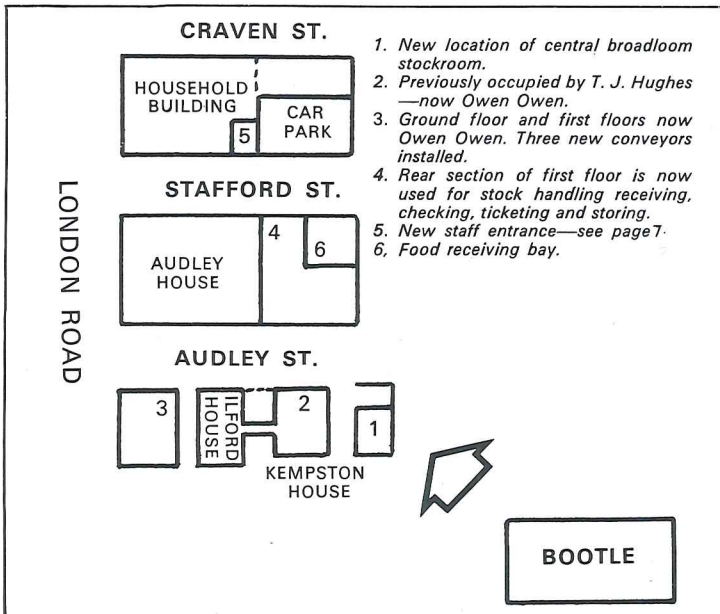 CRAVEN ST.
HOUSEHOLD
BUILDING
CAR
PARK
5
STAFFORD ST.
4
6
AUDLEY
HOUSE
LONDON ROAD
AUDLEY ST.
3
ILFORD
HOUSE
2
1
KEMPSTON
HOUSE
BOOTLE
1. New location of central broadloom
stockroom.
2. Previously occupied by T. J. Hughes
—now Owen Owen.
3. Ground floor and first floors now
Owen Owen. Three new conveyors
installed.
4. Rear section of first floor is now
used for stock handling receiving,
checking, ticketing and storing.
5. New staff entrance—see page 7.
6, Food receiving bay.